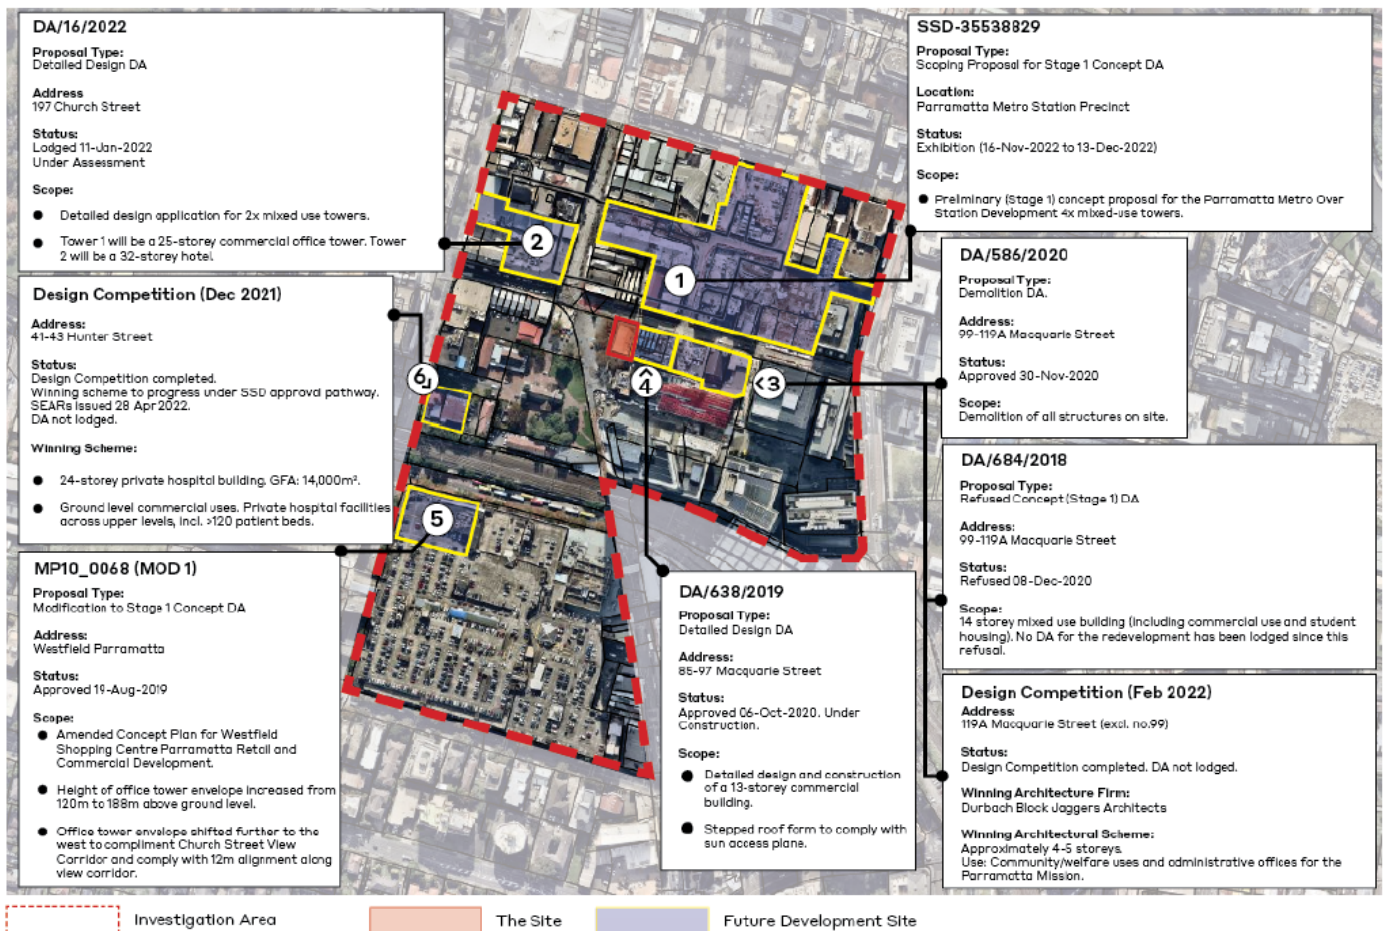 DA/16/2022
Proposal Type:
Detailed Design DA
Address
197 Church Street
Status:
Lodged 11-Jan-2022
Under Assessment
Scope:
● Detailed design application for 2x mixed use towers.
● Tower 1 will be a 25-storey commercial office tower. Tower
2 will be a 32-storey hotel.
Design Competition (Dec 2021)
Address:
41-43 Hunter Street
Status:
Design Competition completed.
Winning scheme to progress under SSD approval pathway.
SEARs issued 28 Apr 2022.
DA not lodged.
Winning Scheme:
● 24-storey private hospital building. GFA: 14,000m².
● Ground level commercial uses. Private hospital facilities
across upper levels, incl. >120 patient beds.
MP10_0068 (MOD 1)
Proposal Type:
Modification to Stage 1 Concept DA
Address:
Westfield Parramatta
Status:
Approved 19-Aug-2019
Scope:
● Amended Concept Plan for Westfield
Shopping Centre Parramatta Retail and
Commercial Development.
● Height of office tower envelope increased from
120m to 188m above ground level.
● Office tower envelope shifted further to the
west to compliment Church Street View
Corridor and comply with 12m alignment along
view corridor.
2
1
6
4
<3
5
DA/638/2019
Proposal Type:
Detailed Design DA
Address:
85-97 Macquarie Street
Status:
Approved 06-Oct-2020. Under
Construction.
Scope:
● Detailed design and construction
of a 13-storey commercial
building.
● Stepped roof form to comply with
sun access plane.
SSD-35538829
Proposal Type:
Scoping Proposal for Stage 1 Concept DA
Location:
Parramatta Metro Station Precinct
Status:
Exhibition (16-Nov-2022 to 13-Dec-2022)
Scope:
● Preliminary (Stage 1) concept proposal for the Parramatta Metro Over
Station Development 4x mixed-use towers.
DA/586/2020
Proposal Type:
Demolition DA.
Address:
99-119A Macquarie Street
Status:
Approved 30-Nov-2020
Scope:
Demolition of all structures on site.
DA/684/2018
Proposal Type:
Refused Concept (Stage 1) DA
Address:
99-119A Macquarie Street
Status:
Refused 08-Dec-2020
Scope:
14 storey mixed use building (including commercial use and student
housing). No DA for the redevelopment has been lodged since this
refusal.
Design Competition (Feb 2022)
Address:
119A Macquarie Street (excl. no.99)
Status:
Design Competition completed. DA not lodged.
Winning Architecture Firm:
Durbach Block Jaggers Architects
Winning Architectural Scheme:
Approximately 4-5 storeys.
Use: Community/welfare uses and administrative offices for the
Parramatta Mission.
Investigation Area
The Site
Future Development Site